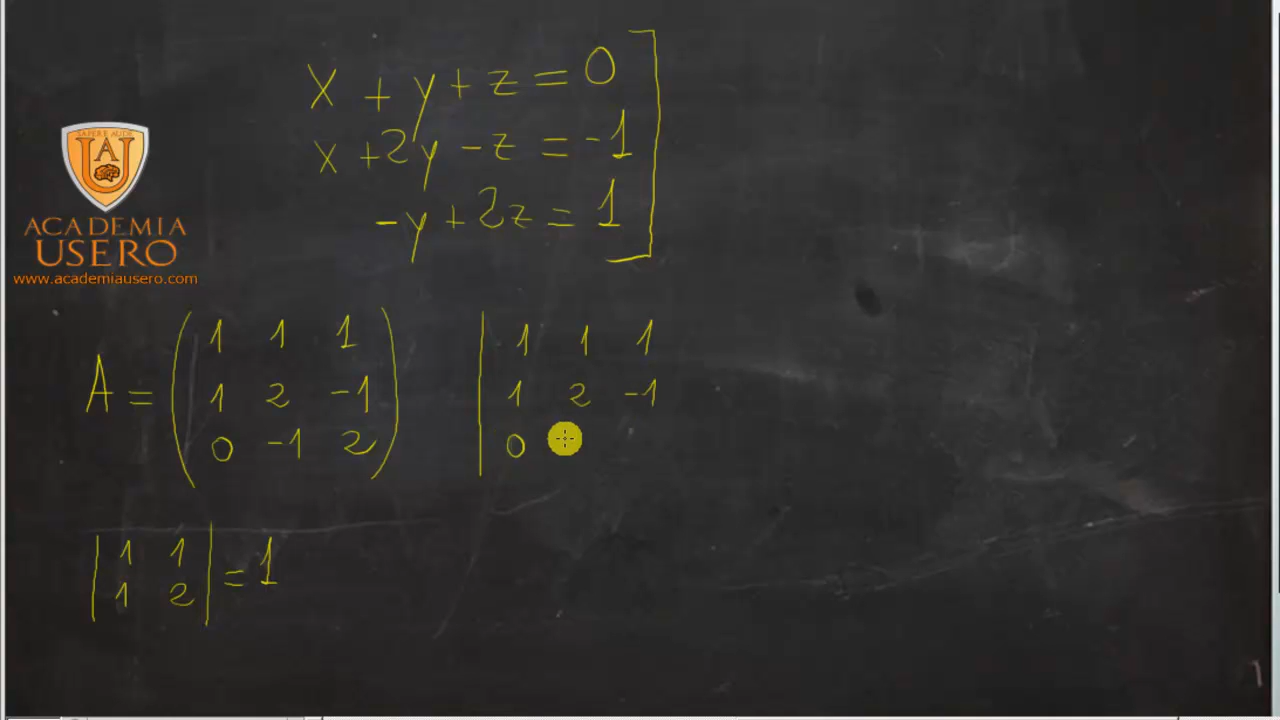 x + y + z = 0
x + 2y - z = -1
-y + 2z = 1
SAPERE AUDE
UA
ACADEMIA
USERO
www.academiausero.com
A = ( 1 1 1
1 2 -1
0 -1 2 )
| 1 1 1
1 2 -1
0
| 1 1
1 2 | = 1